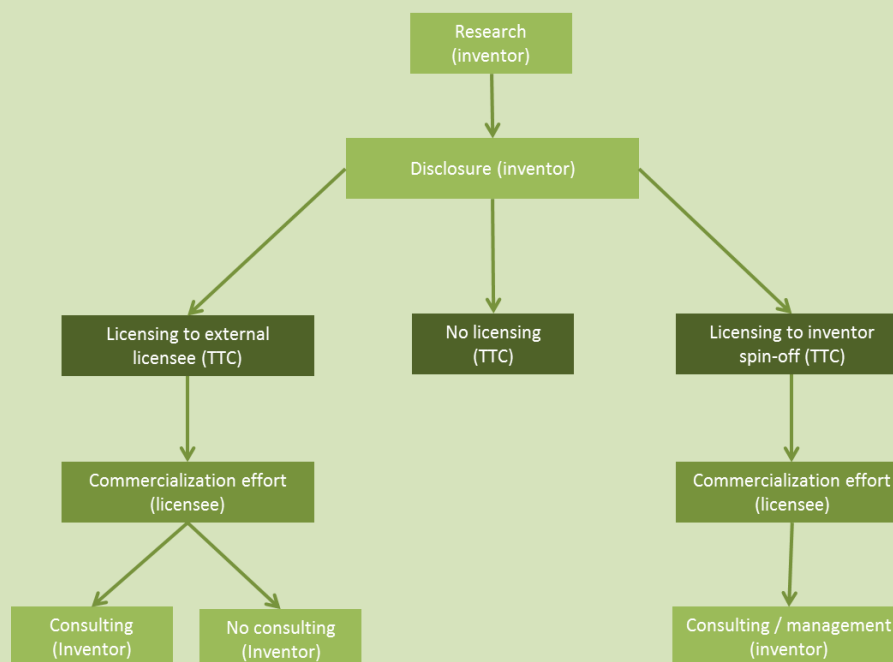 Research
(inventor)
Disclosure (inventor)
Licensing to external
licensee (TTC)
No licensing
(TTC)
Licensing to inventor
spin-off (TTC)
Commercialization effort
(licensee)
Commercialization effort
(licensee)
Consulting
(Inventor)
No consulting
(Inventor)
Consulting / management
(inventor)